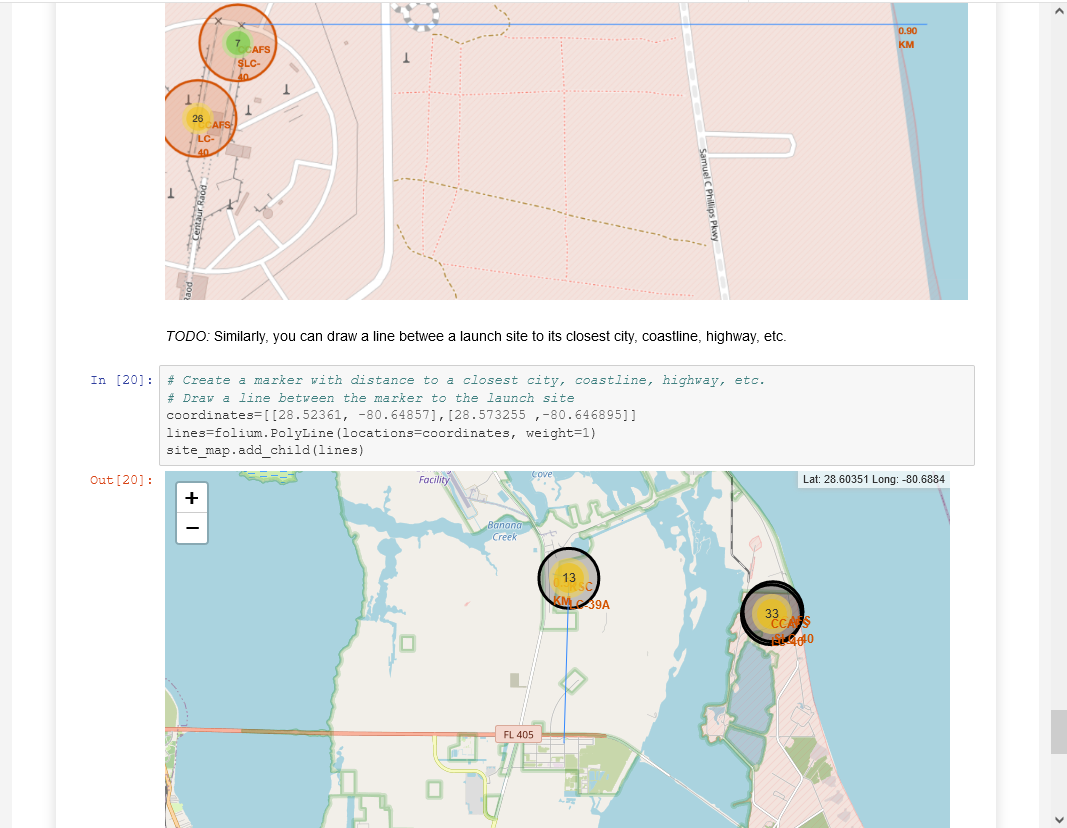 7
CCAFS
SLC-
40
0.90
KM
26
CCAFS-
LC-
40
Centaur Raod
Raod
Samuel C Phillips Pkwy
TODO: Similarly, you can draw a line betwee a launch site to its closest city, coastline, highway, etc.
In [20]:
# Create a marker with distance to a closest city, coastline, highway, etc.
# Draw a line between the marker to the launch site
coordinates=[[28.52361, -80.64857],[28.573255 ,-80.646895]]
lines=folium.PolyLine(locations=coordinates, weight=1)
site_map.add_child(lines)
Out[20]:
+
−
Facility
Cove
Lat: 28.60351 Long: -80.6884
Banana
Creek
13
KSC
KM
LC-39A
33
CCAFS
SLC-40
FL 405